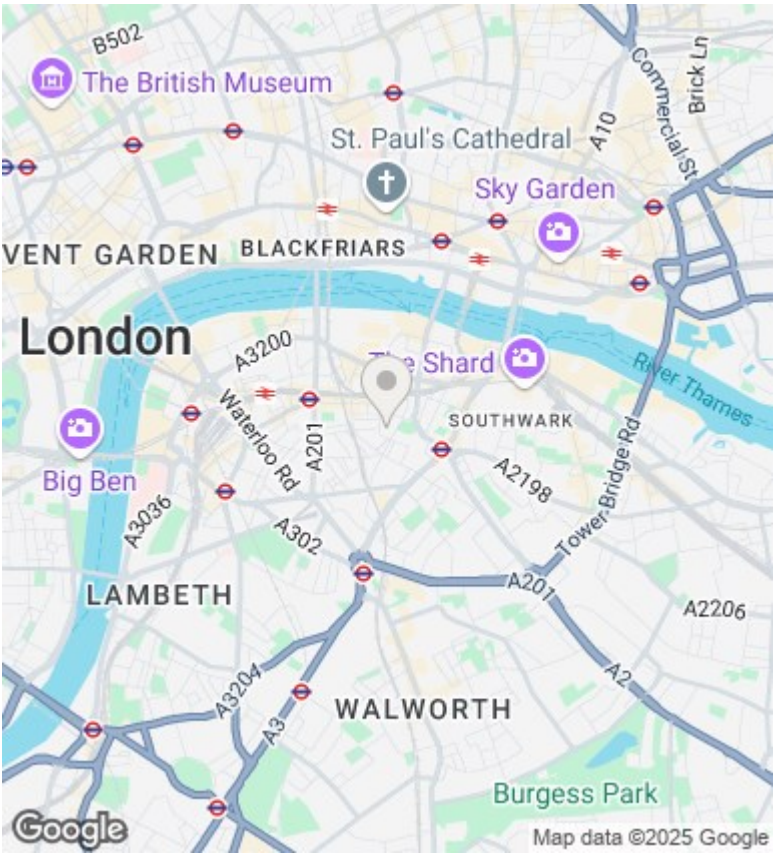 B502
The British Museum
Brick Ln
Commercial St
A10
St. Paul's Cathedral
Sky Garden
VENT GARDEN
BLACKFRIARS
London
A3200
The Shard
River Thames
Waterloo Rd
A201
SOUTHWARK
Big Ben
A3036
A2198
Tower Bridge Rd
A302
LAMBETH
A201
A2206
A3204
A3
WALWORTH
A2
Burgess Park
Google
Map data ©2025 Google